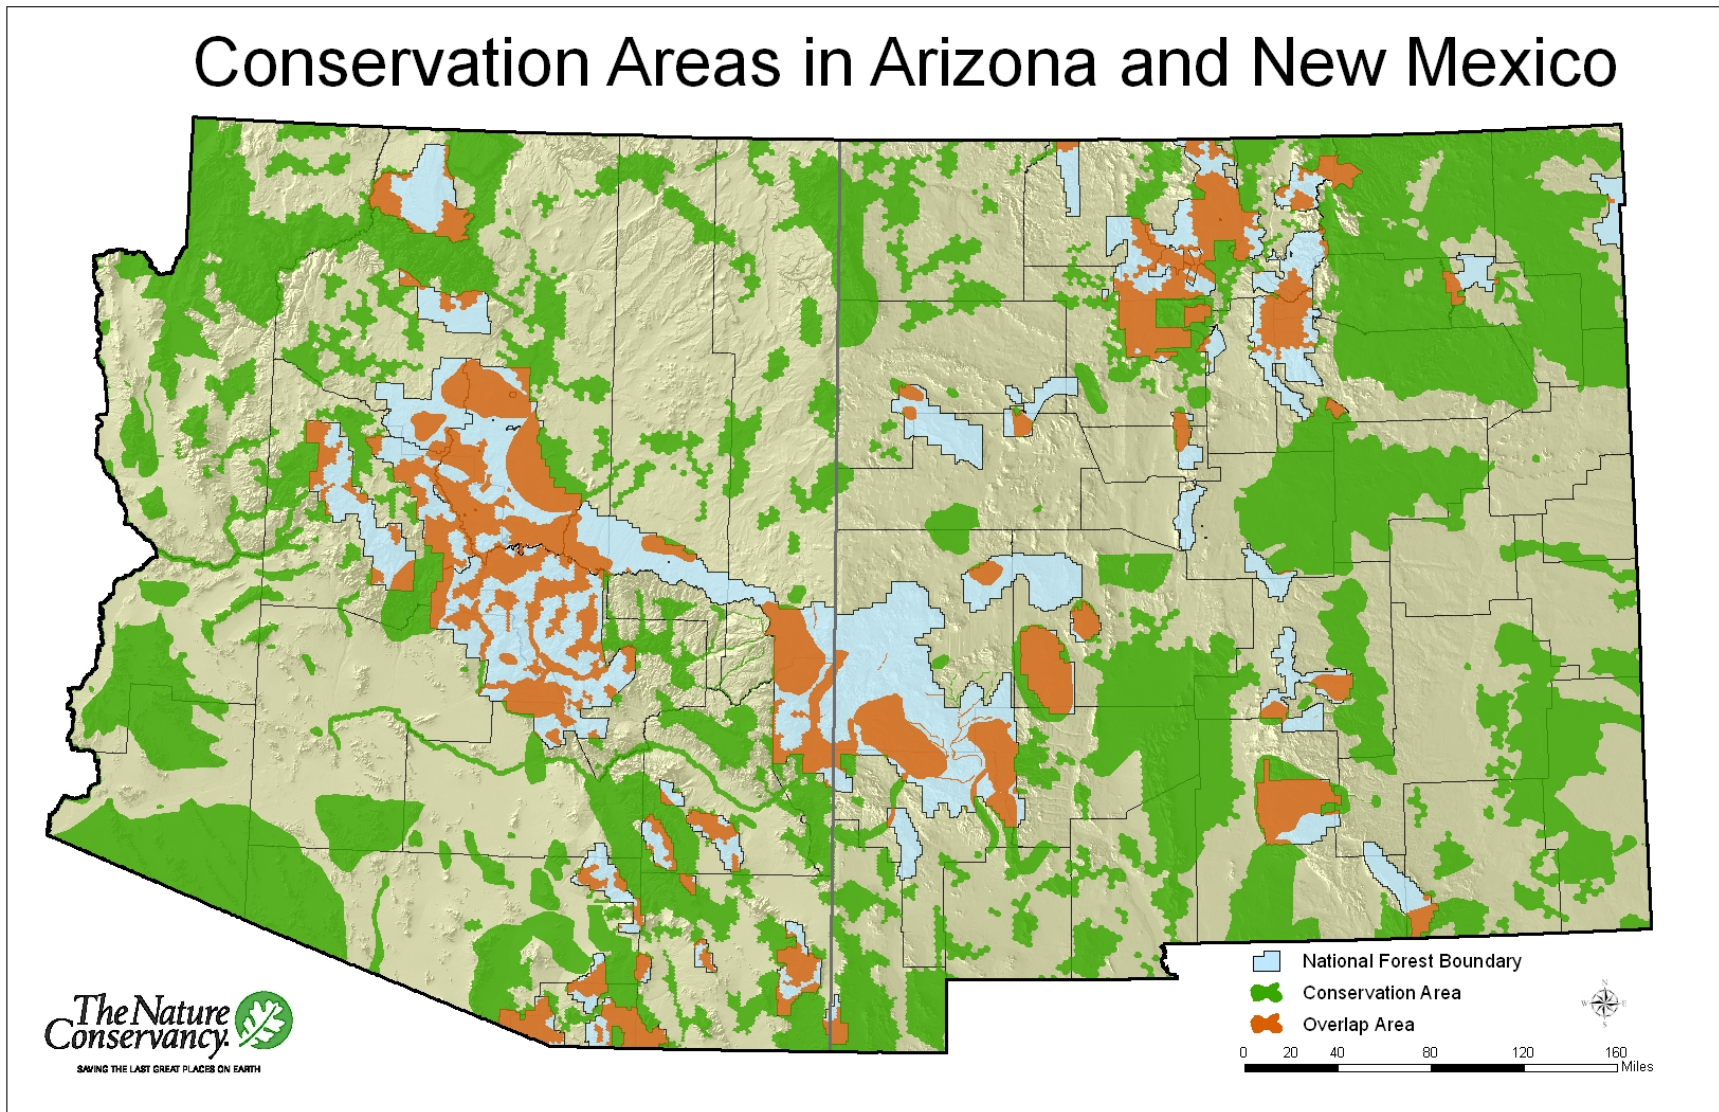 Conservation Areas in Arizona and New Mexico
National Forest Boundary
Conservation Area
Overlap Area
N
W E
S
0 20 40 80 120 160
Miles
The Nature
Conservancy.
SAVING THE LAST GREAT PLACES ON EARTH